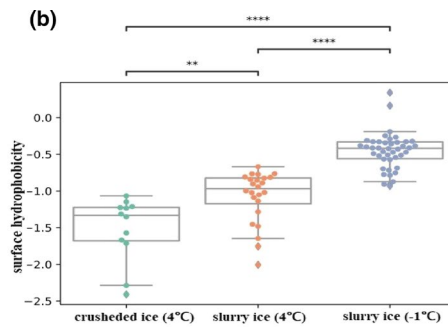 (b)
****
**
****
surface hydrophobicity
0.0
−0.5
−1.0
−1.5
−2.0
−2.5
crusheded ice (4℃)
slurry ice (4℃)
slurry ice (-1℃)